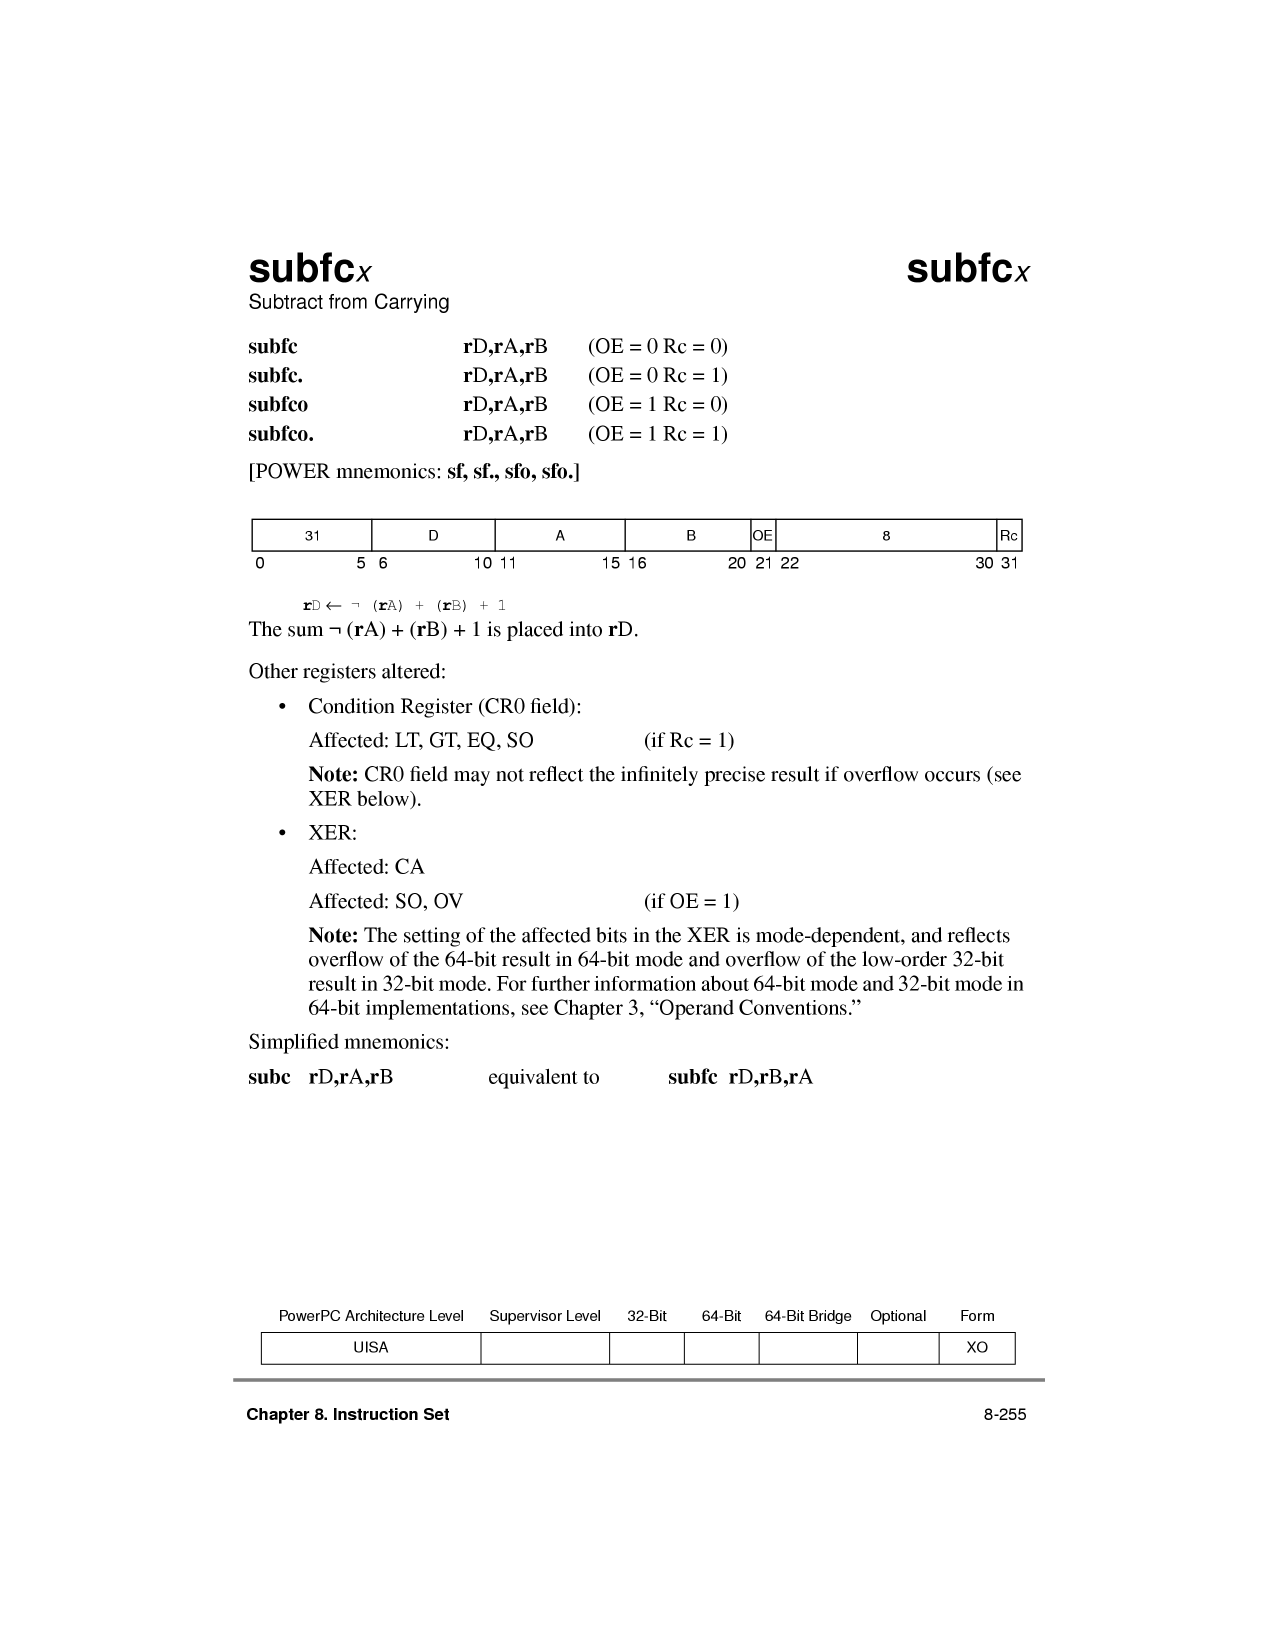 subfcx subfcx
Subtract from Carrying
subfc rD,rA,rB (OE = 0 Rc = 0)
subfc. rD,rA,rB (OE = 0 Rc = 1)
subfco rD,rA,rB (OE = 1 Rc = 0)
subfco. rD,rA,rB (OE = 1 Rc = 1)
[POWER mnemonics: sf, sf., sfo, sfo.]
31 D A B OE 8 Rc
0 5 6 10 11 15 16 20 21 22 30 31
rD ← ¬ (rA) + (rB) + 1
The sum ¬ (rA) + (rB) + 1 is placed into rD.
Other registers altered:
• Condition Register (CR0 field):
Affected: LT, GT, EQ, SO (if Rc = 1)
Note: CR0 field may not reflect the infinitely precise result if overflow occurs (see
XER below).
• XER:
Affected: CA
Affected: SO, OV (if OE = 1)
Note: The setting of the affected bits in the XER is mode-dependent, and reflects
overflow of the 64-bit result in 64-bit mode and overflow of the low-order 32-bit
result in 32-bit mode. For further information about 64-bit mode and 32-bit mode in
64-bit implementations, see Chapter 3, “Operand Conventions.”
Simplified mnemonics:
subc rD,rA,rB equivalent to subfc rD,rB,rA
PowerPC Architecture Level Supervisor Level 32-Bit 64-Bit 64-Bit Bridge Optional Form
UISA XO
Chapter 8. Instruction Set 8-255